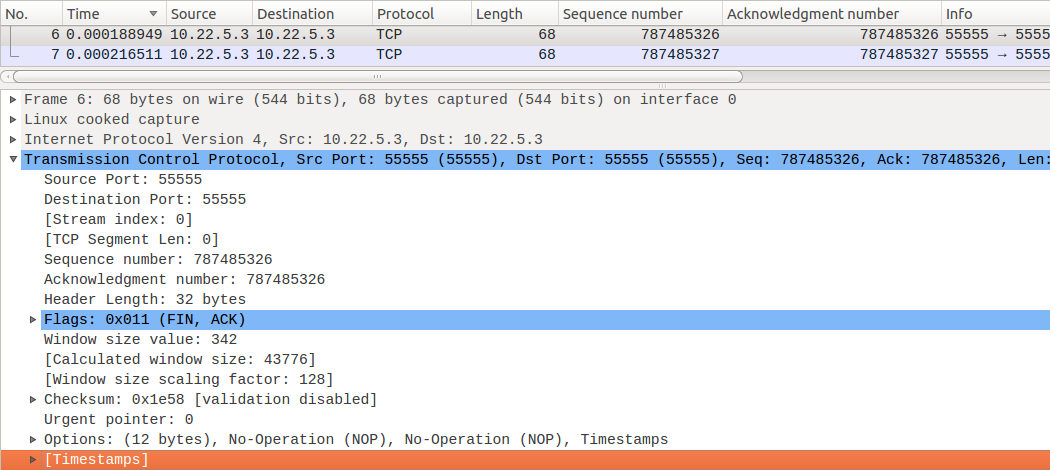 No. Time Source Destination Protocol Length Sequence number Acknowledgment number Info
6 0.000188949 10.22.5.3 10.22.5.3 TCP 68 787485326 787485326 55555 → 5555
7 0.000216511 10.22.5.3 10.22.5.3 TCP 68 787485327 787485327 55555 → 5555
Frame 6: 68 bytes on wire (544 bits), 68 bytes captured (544 bits) on interface 0
Linux cooked capture
Internet Protocol Version 4, Src: 10.22.5.3, Dst: 10.22.5.3
Transmission Control Protocol, Src Port: 55555 (55555), Dst Port: 55555 (55555), Seq: 787485326, Ack: 787485326, Len:
Source Port: 55555
Destination Port: 55555
[Stream index: 0]
[TCP Segment Len: 0]
Sequence number: 787485326
Acknowledgment number: 787485326
Header Length: 32 bytes
Flags: 0x011 (FIN, ACK)
Window size value: 342
[Calculated window size: 43776]
[Window size scaling factor: 128]
Checksum: 0x1e58 [validation disabled]
Urgent pointer: 0
Options: (12 bytes), No-Operation (NOP), No-Operation (NOP), Timestamps
[Timestamps]